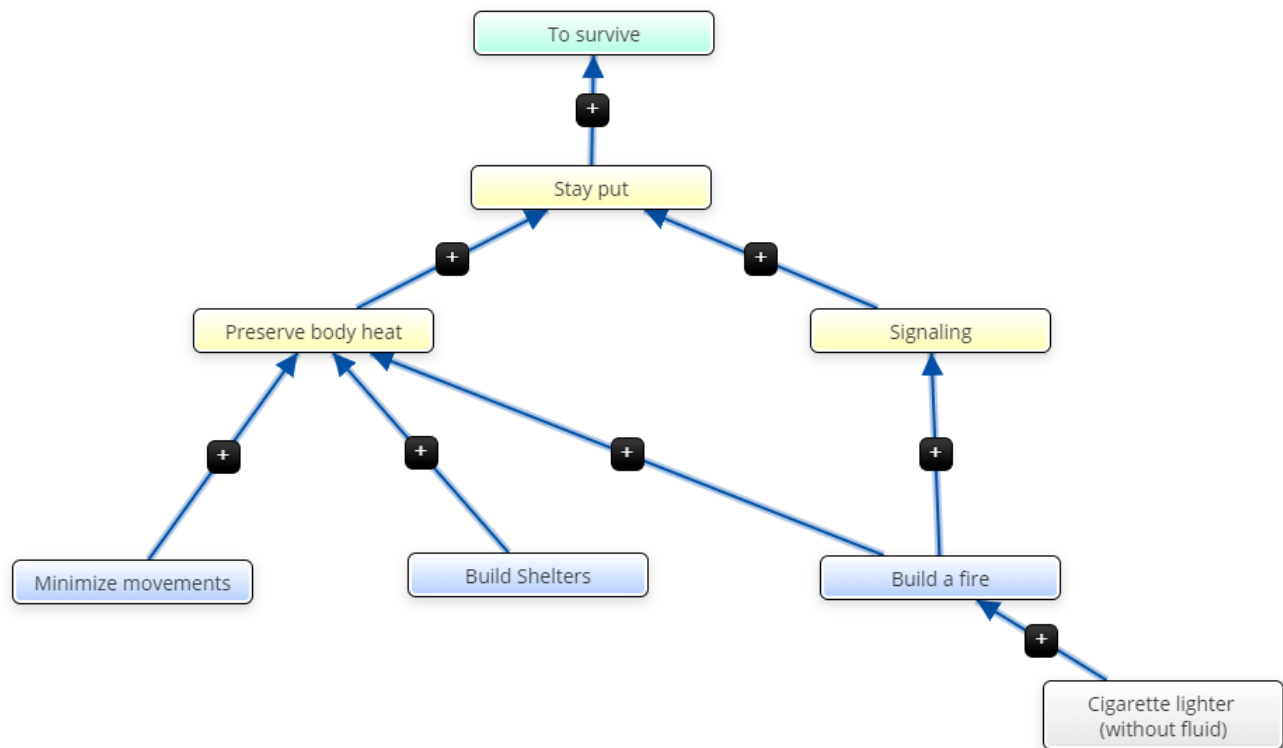 To survive
+
Stay put
+
+
Preserve body heat
Signaling
+
+
+
+
Minimize movements
Build Shelters
Build a fire
+
Cigarette lighter
(without fluid)